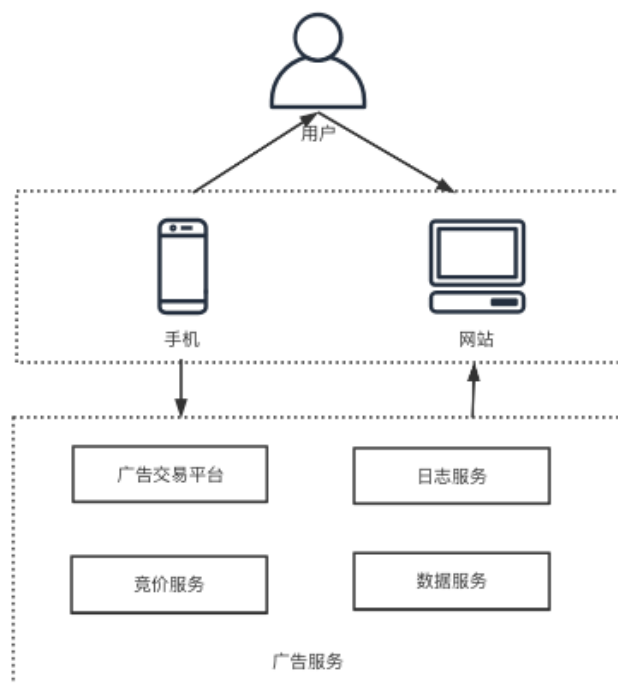 用户
手机
网站
广告交易平台
日志服务
竞价服务
数据服务
广告服务